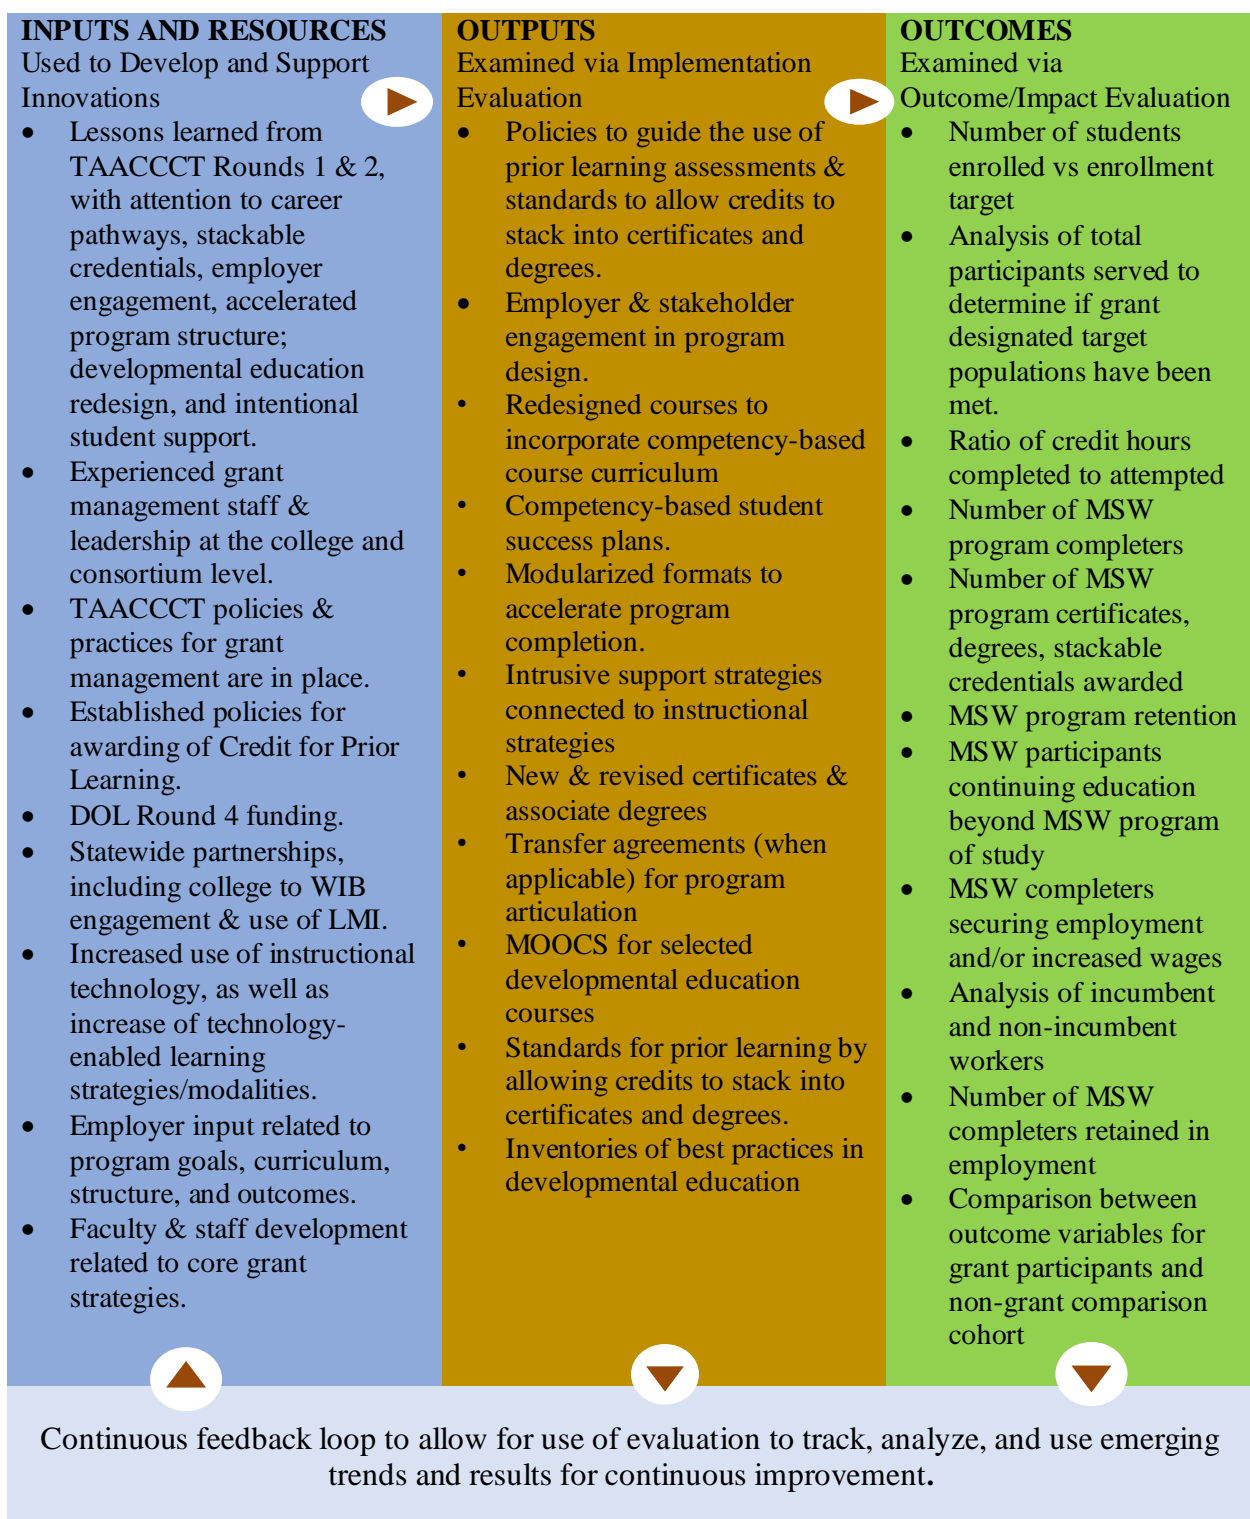 INPUTS AND RESOURCES
Used to Develop and Support
Innovations
• Lessons learned from
TAACCCT Rounds 1 & 2,
with attention to career
pathways, stackable
credentials, employer
engagement, accelerated
program structure;
developmental education
redesign, and intentional
student support.
• Experienced grant
management staff &
leadership at the college and
consortium level.
• TAACCCT policies &
practices for grant
management are in place.
• Established policies for
awarding of Credit for Prior
Learning.
• DOL Round 4 funding.
• Statewide partnerships,
including college to WIB
engagement & use of LMI.
• Increased use of instructional
technology, as well as
increase of technology-
enabled learning
strategies/modalities.
• Employer input related to
program goals, curriculum,
structure, and outcomes.
• Faculty & staff development
related to core grant
strategies.
OUTPUTS
Examined via Implementation
Evaluation
• Policies to guide the use of
prior learning assessments &
standards to allow credits to
stack into certificates and
degrees.
• Employer & stakeholder
engagement in program
design.
• Redesigned courses to
incorporate competency-based
course curriculum
• Competency-based student
success plans.
• Modularized formats to
accelerate program
completion.
• Intrusive support strategies
connected to instructional
strategies
• New & revised certificates &
associate degrees
• Transfer agreements (when
applicable) for program
articulation
• MOOCS for selected
developmental education
courses
• Standards for prior learning by
allowing credits to stack into
certificates and degrees.
• Inventories of best practices in
developmental education
OUTCOMES
Examined via
Outcome/Impact Evaluation
• Number of students
enrolled vs enrollment
target
• Analysis of total
participants served to
determine if grant
designated target
populations have been
met.
• Ratio of credit hours
completed to attempted
• Number of MSW
program completers
• Number of MSW
program certificates,
degrees, stackable
credentials awarded
• MSW program retention
• MSW participants
continuing education
beyond MSW program
of study
• MSW completers
securing employment
and/or increased wages
• Analysis of incumbent
and non-incumbent
workers
• Number of MSW
completers retained in
employment
• Comparison between
outcome variables for
grant participants and
non-grant comparison
cohort
Continuous feedback loop to allow for use of evaluation to track, analyze, and use emerging
trends and results for continuous improvement.